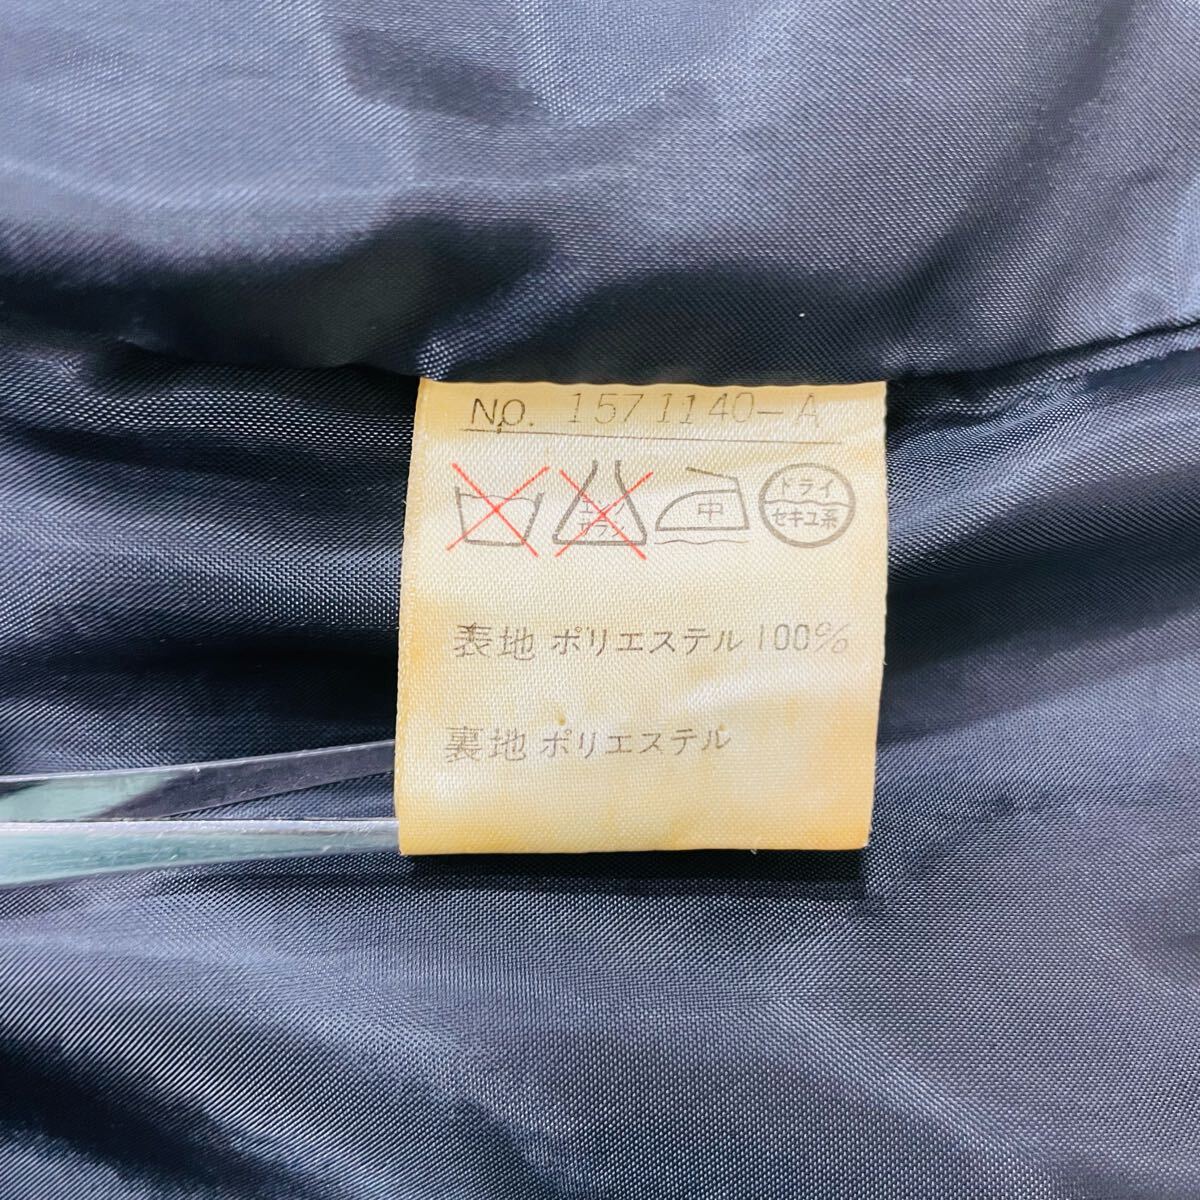 No. 1571140-A
エンソ
サラシ
中
ドライ
セキユ系
表地 ポリエステル 100%
裏地 ポリエステル